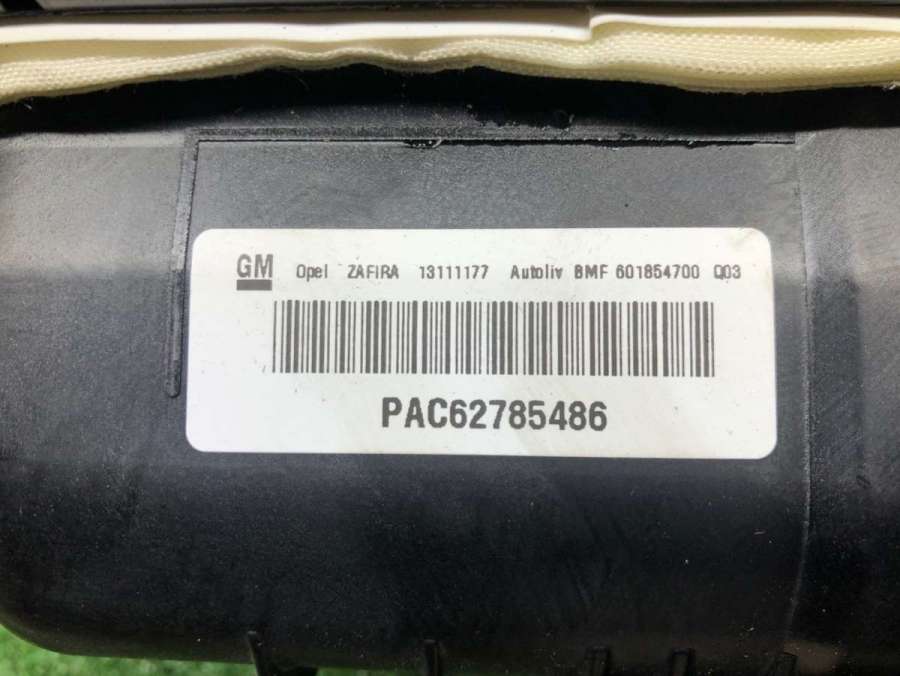 GM Opel ZAFIRA 13111177 Autoliv BMF 601854700 Q03
PAC62785486